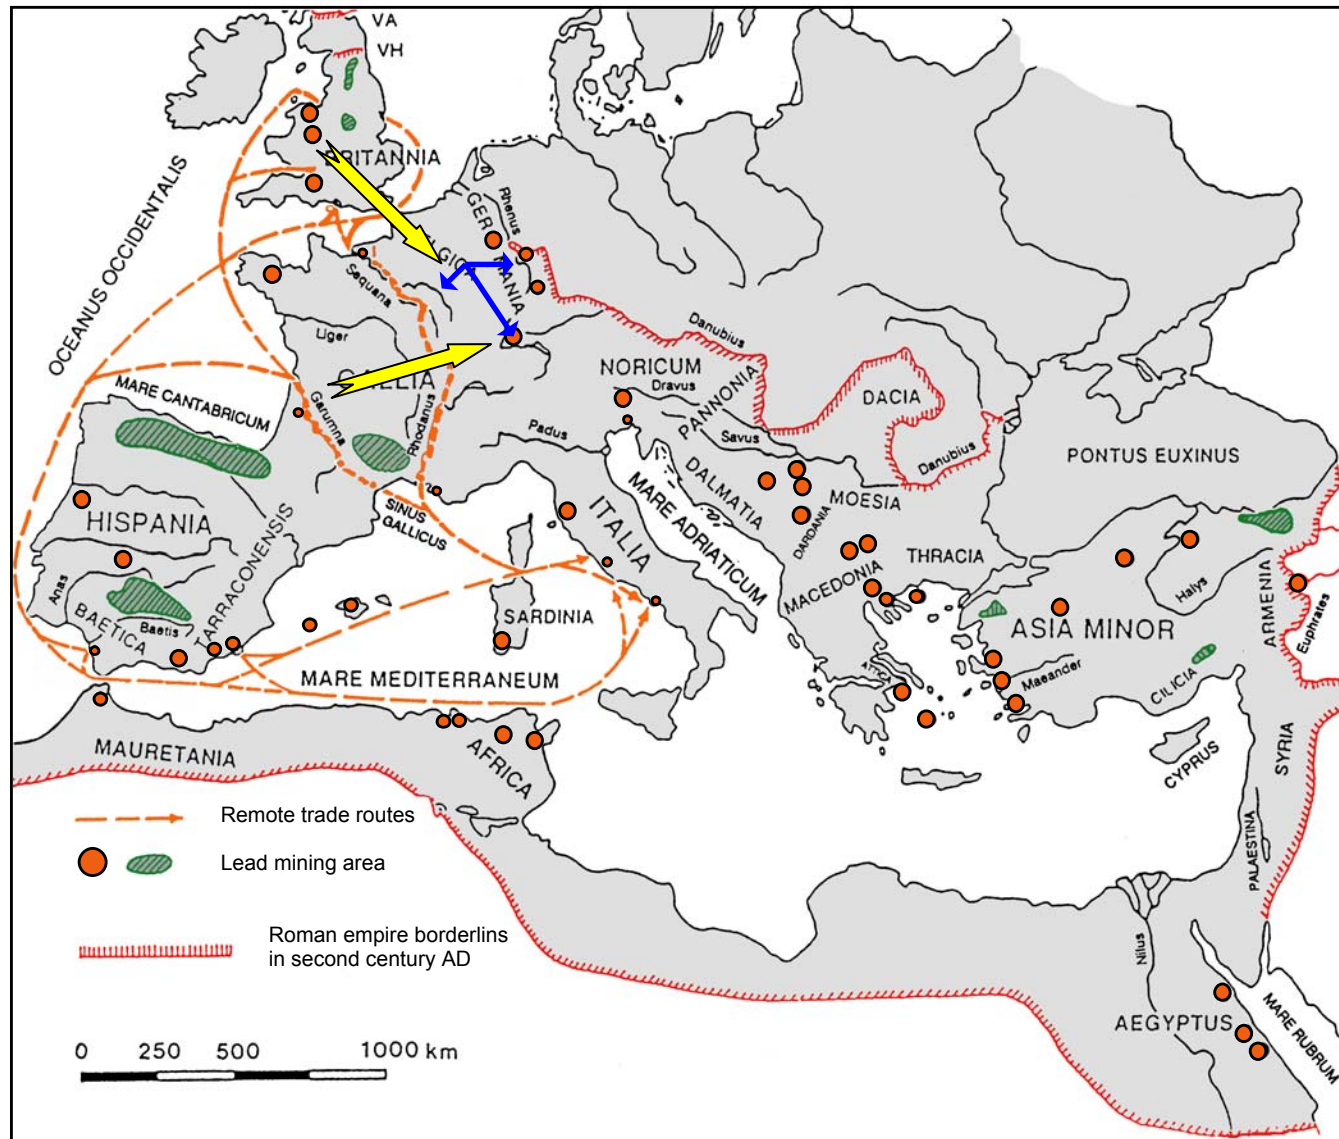 VA
VH
BRITANNIA
OCEANUS OCCIDENTALIS
GER
MANIA
Rhenus
LGICA
Sequana
Liger
GALLIA
MARE CANTABRICUM
Garumna
Rhodanus
Danubius
NORICUM
Dravus
PANNONIA
Savus
DACIA
Danubius
Padus
PONTUS EUXINUS
HISPANIA
TARRACONENSIS
SINUS
GALLICUS
ITALIA
MARE ADRIATICUM
DALMATIA
MOESIA
DARDANIA
THRACIA
MACEDONIA
Halys
ARMENIA
Euphrates
Anas
BAETICA
Baetis
SARDINIA
ASIA MINOR
MARE MEDITERRANEUM
ATTICA
Maeander
CILICIA
MAURETANIA
AFRICA
CYPRUS
SYRIA
PALAESTINA
Remote trade routes
Lead mining area
Roman empire borderlins
in second century AD
Nilus
AEGYPTUS
MARE RUBRUM
0 250 500 1000 km